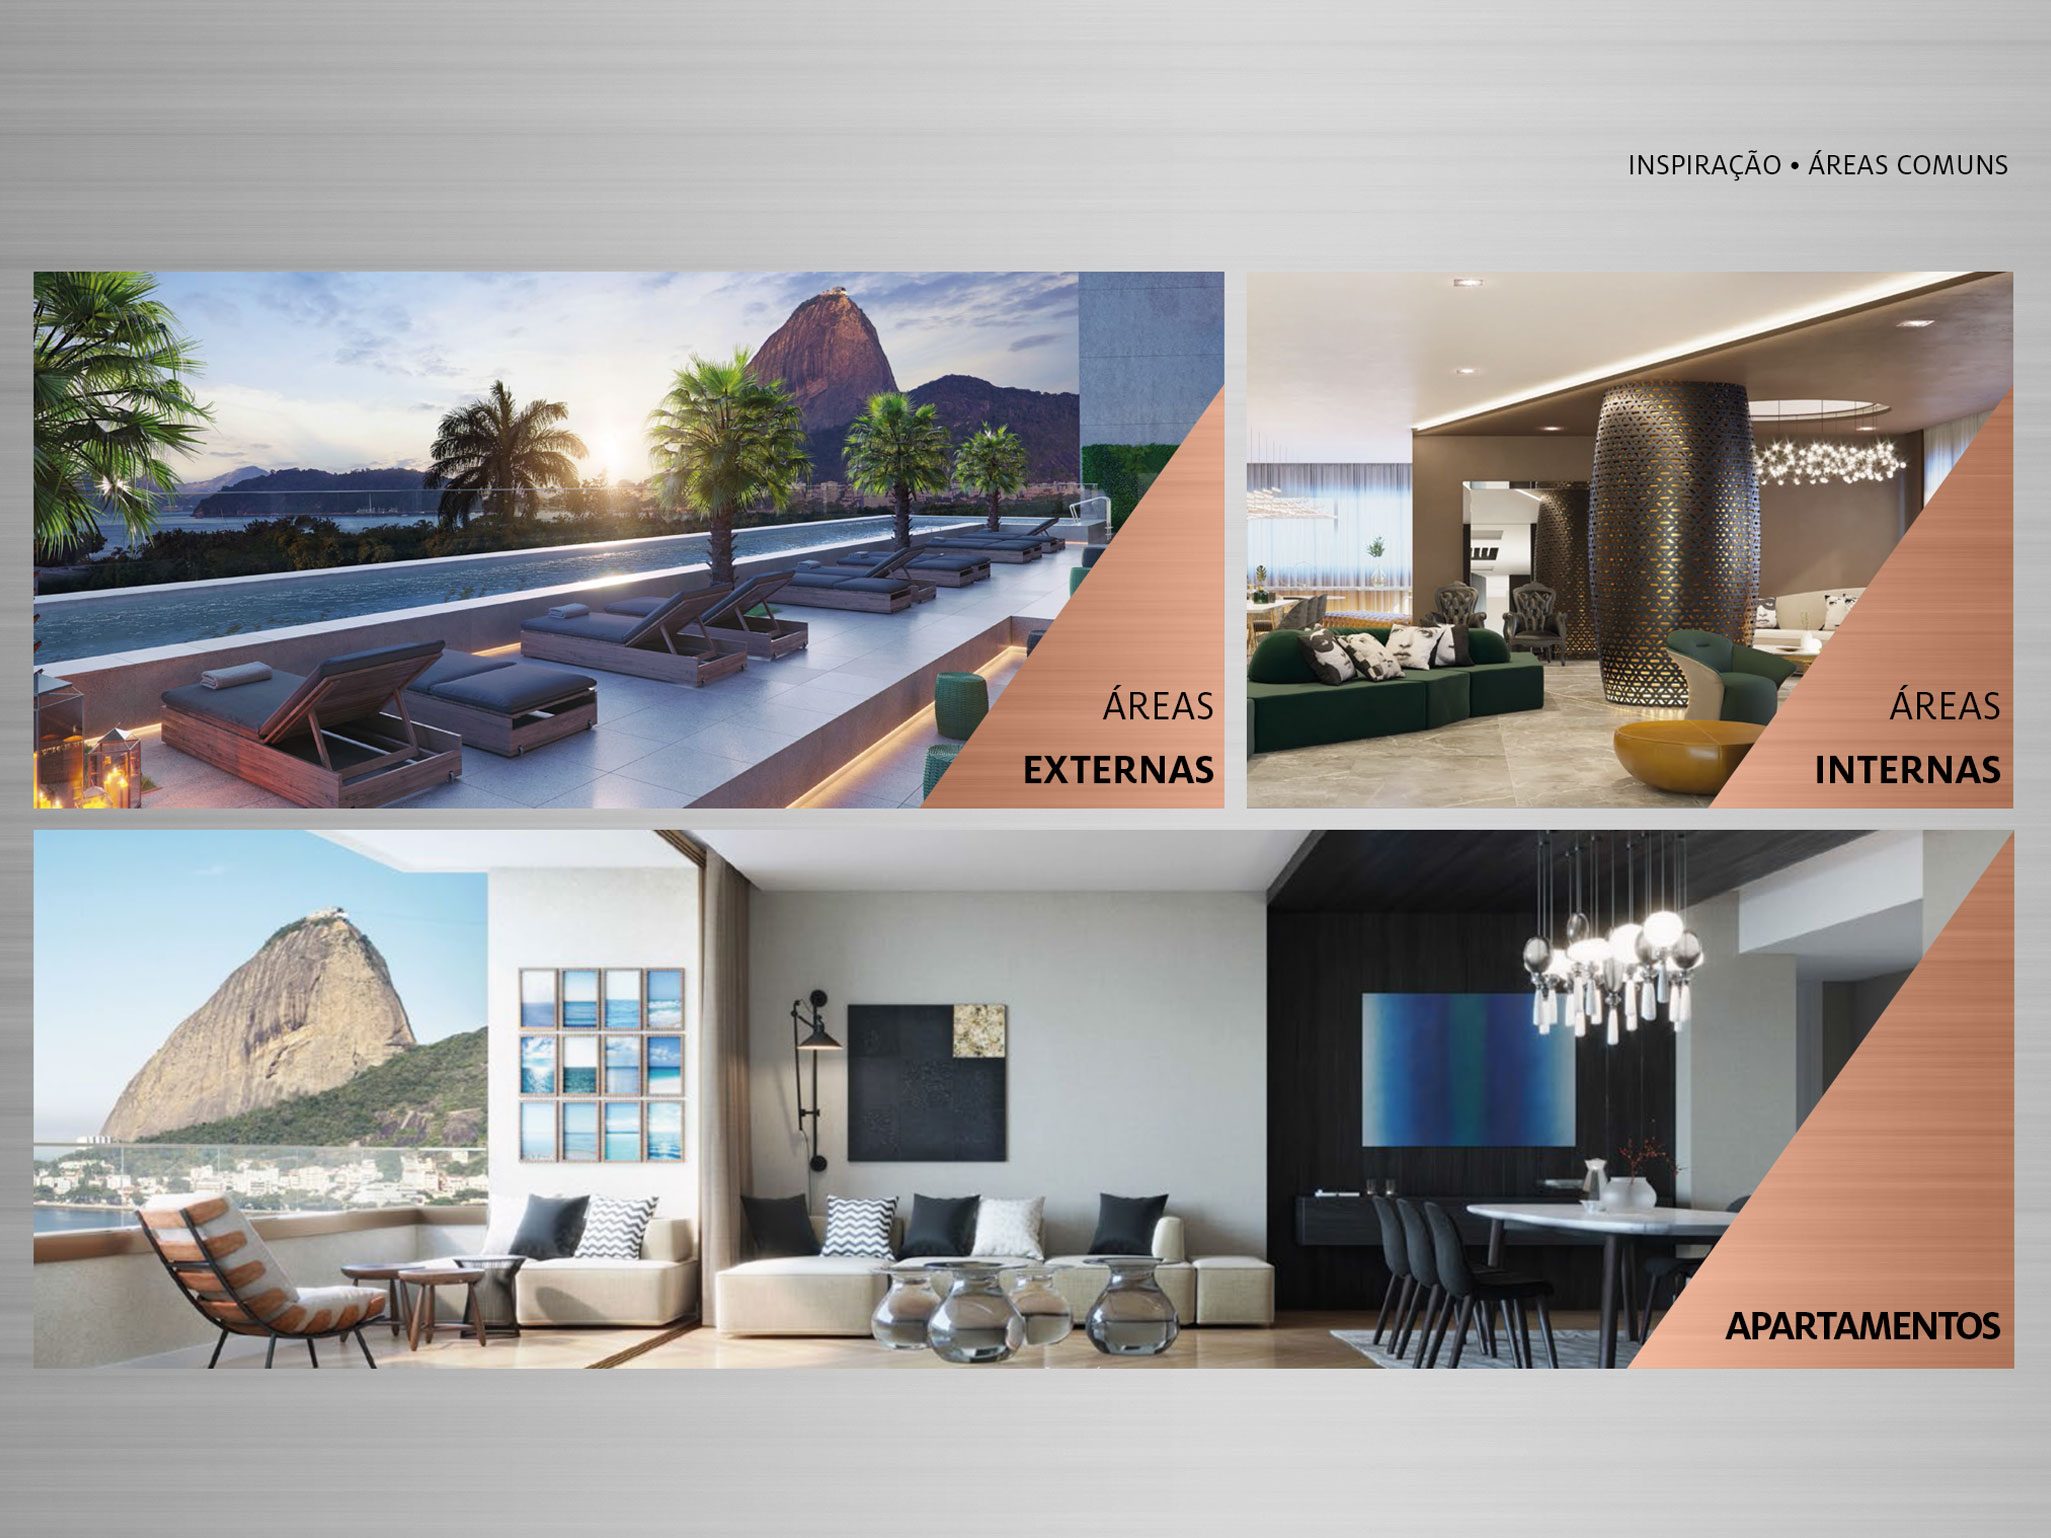 INSPIRAÇÃO • ÁREAS COMUNS
ÁREAS
EXTERNAS
ÁREAS
INTERNAS
APARTAMENTOS